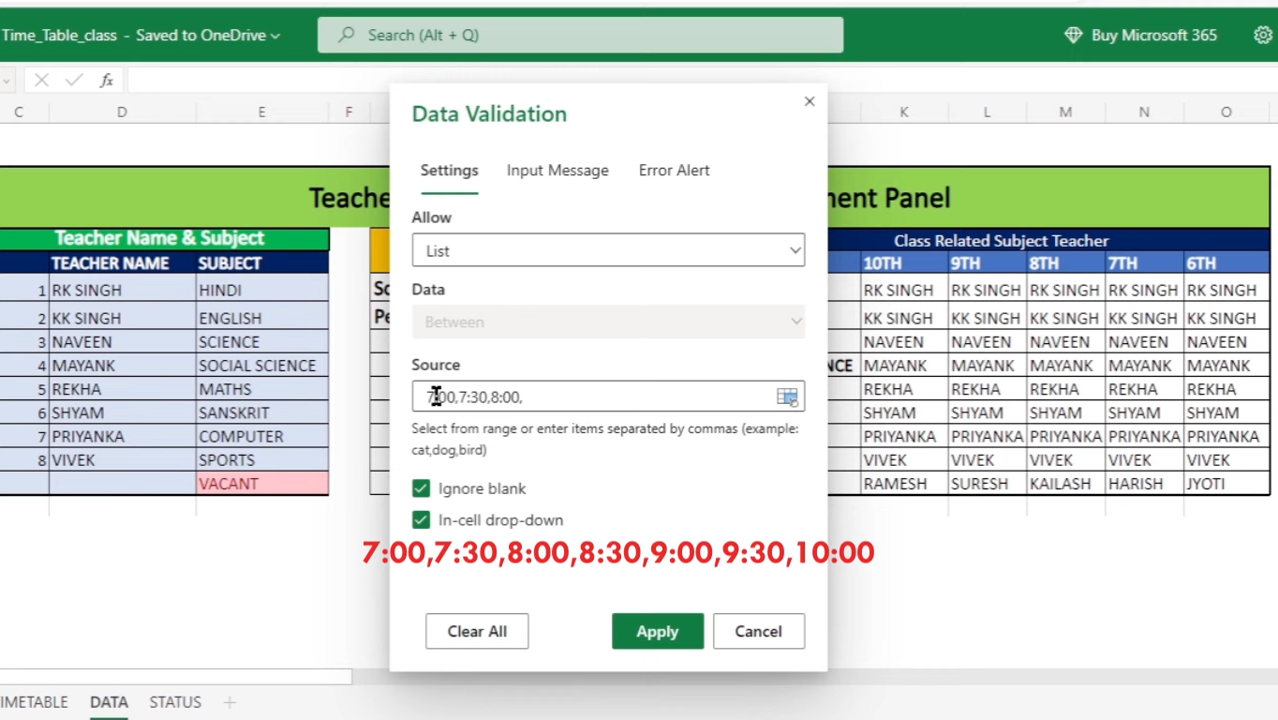 Time_Table_class - Saved to OneDrive
Search (Alt + Q)
Buy Microsoft 365
fx
C D E F K L M N O
Teache
ment Panel
Teacher Name & Subject
Class Related Subject Teacher
TEACHER NAME SUBJECT
10TH 9TH 8TH 7TH 6TH
1 RK SINGH HINDI
RK SINGH RK SINGH RK SINGH RK SINGH RK SINGH
2 KK SINGH ENGLISH
KK SINGH KK SINGH KK SINGH KK SINGH KK SINGH
3 NAVEEN SCIENCE
NAVEEN NAVEEN NAVEEN NAVEEN NAVEEN
4 MAYANK SOCIAL SCIENCE
NCE MAYANK MAYANK MAYANK MAYANK MAYANK
5 REKHA MATHS
REKHA REKHA REKHA REKHA REKHA
6 SHYAM SANSKRIT
SHYAM SHYAM SHYAM SHYAM SHYAM
7 PRIYANKA COMPUTER
PRIYANKA PRIYANKA PRIYANKA PRIYANKA PRIYANKA
8 VIVEK SPORTS
VIVEK VIVEK VIVEK VIVEK VIVEK
VACANT
RAMESH SURESH KAILASH HARISH JYOTI
Sc
Pe
Data Validation
Settings Input Message Error Alert
Allow
List
Data
Between
Source
7:00,7:30,8:00,
Select from range or enter items separated by commas (example:
cat,dog,bird)
Ignore blank
In-cell drop-down
7:00,7:30,8:00,8:30,9:00,9:30,10:00
Clear All Apply Cancel
IMETABLE DATA STATUS